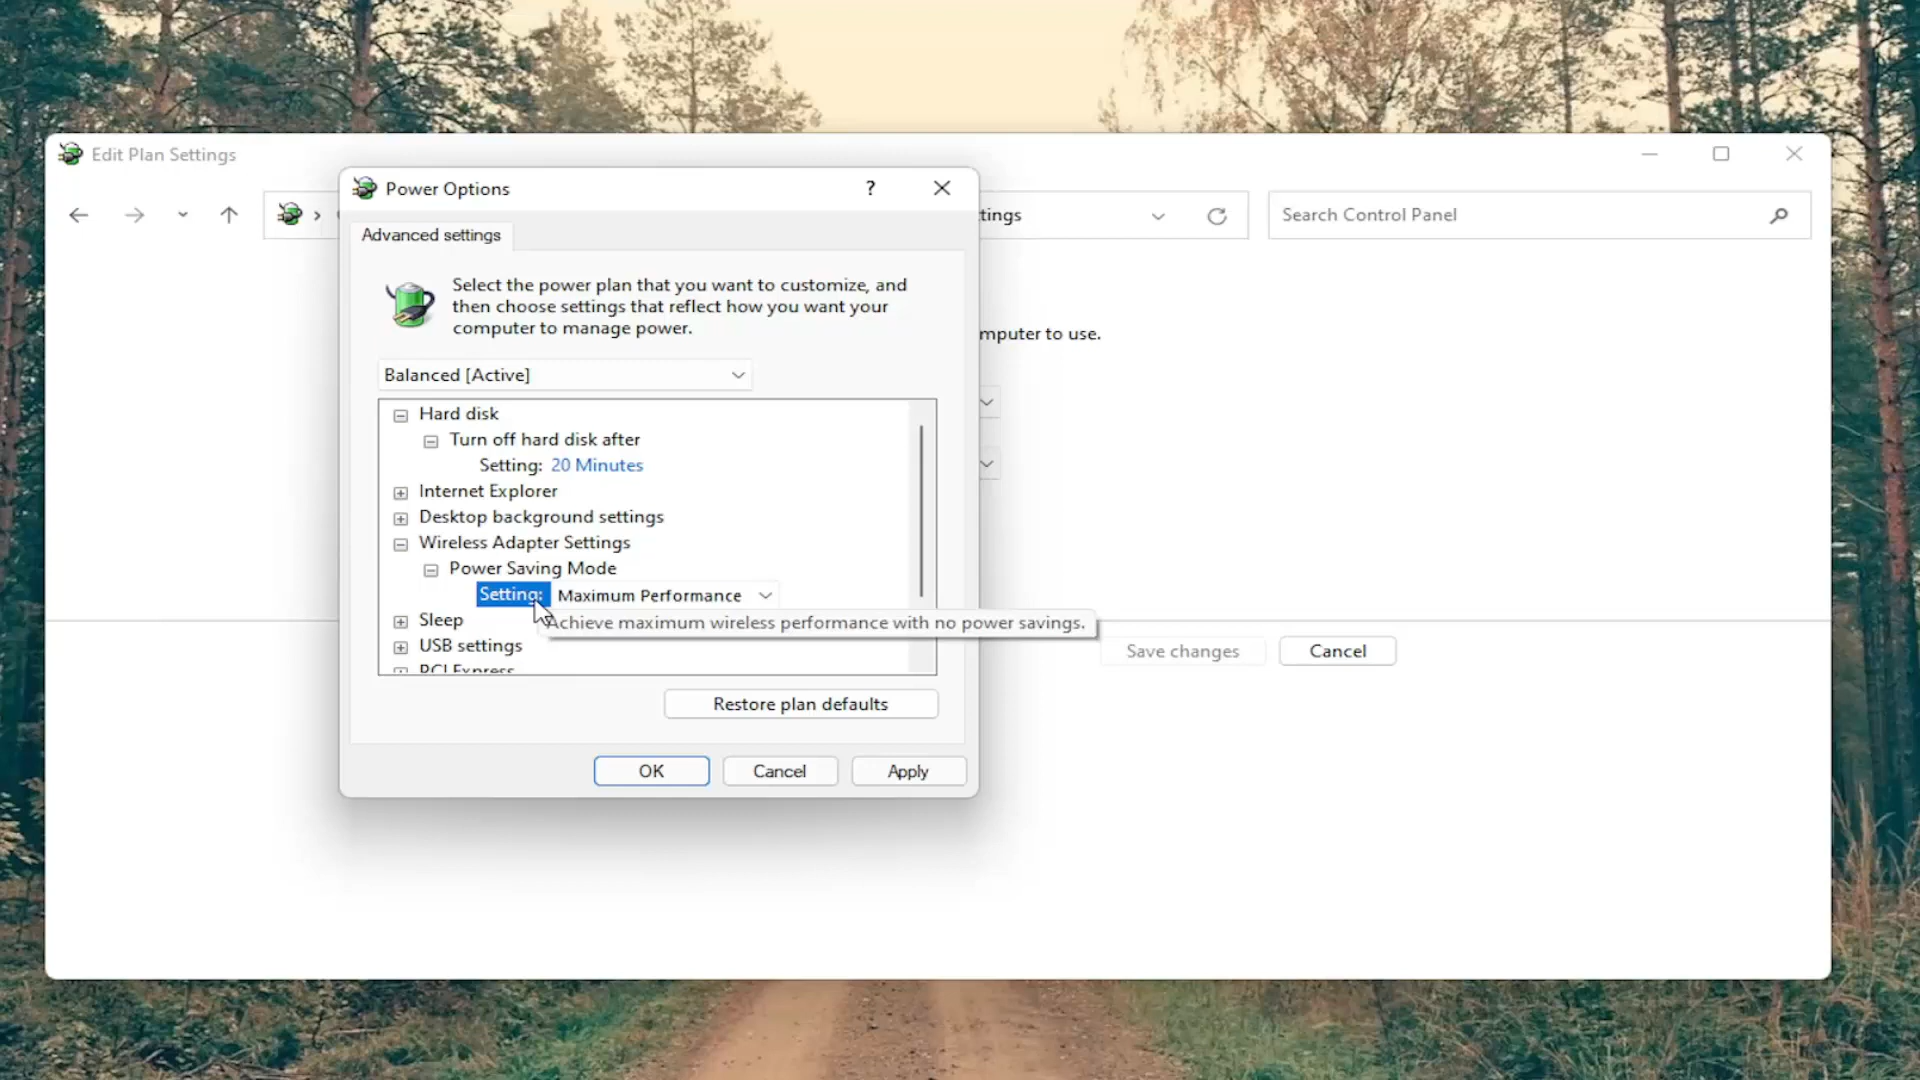 Edit Plan Settings
Power Options
?
tings
Search Control Panel
Advanced settings
Select the power plan that you want to customize, and
then choose settings that reflect how you want your
computer to manage power.
mputer to use.
Balanced [Active]
Hard disk
Turn off hard disk after
Setting: 20 Minutes
Internet Explorer
Desktop background settings
Wireless Adapter Settings
Power Saving Mode
Setting: Maximum Performance
Sleep
Achieve maximum wireless performance with no power savings.
USB settings
PCI Express
Save changes
Cancel
Restore plan defaults
OK
Cancel
Apply